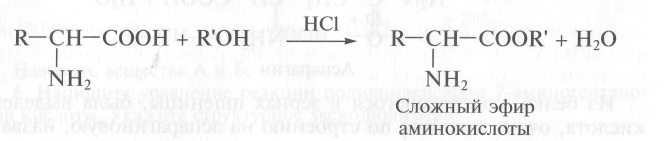 HCl
R—CH—COOH + R'OH ⟶ R—CH—COOR' + H₂O
NH₂ NH₂
Сложный эфир
аминокислоты